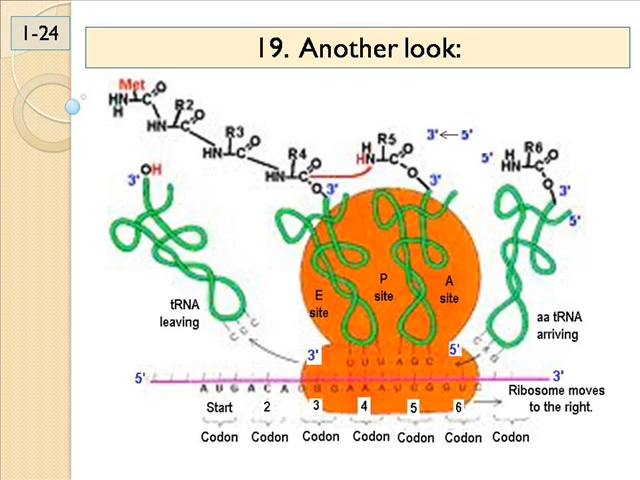 1-24
19. Another look:
Met
HN
H
C
O
HN
R2
C
O
HN
R3
C
O
HN
R4
C
O
O
3'
H
HN
R5
C
O
O
3'
3' ← 5'
5'
H
HN
R6
C
O
O
3'
5'
3' OH
E
site
P
site
A
site
tRNA
leaving
aa tRNA
arriving
3'
U U U A G C
5'
5'
3'
A U G A C A
Ribosome moves
to the right.
Start 2 3 4 5 6
Codon Codon Codon Codon Codon Codon Codon